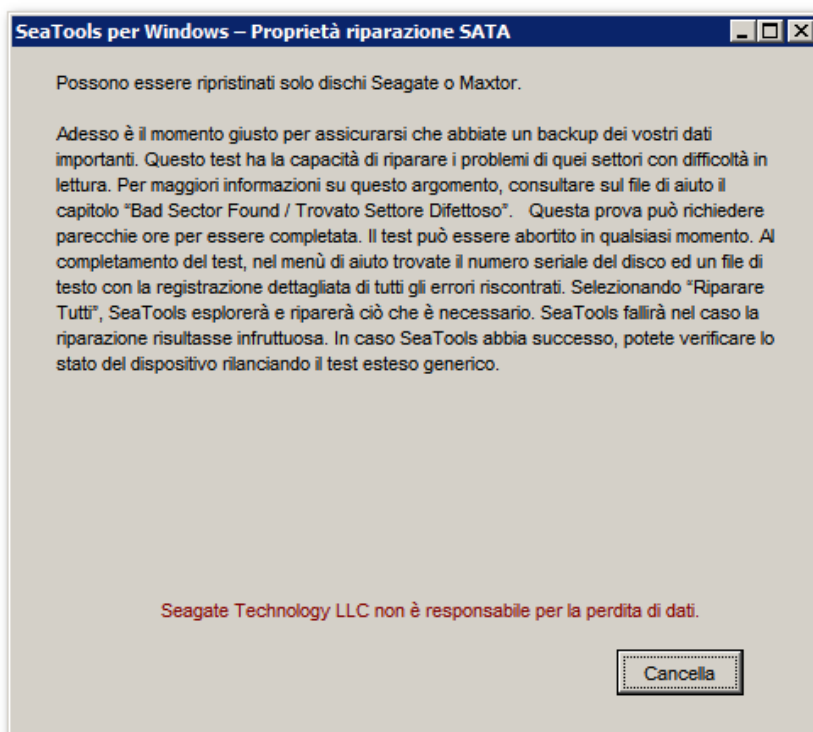 SeaTools per Windows – Proprietà riparazione SATA
Possono essere ripristinati solo dischi Seagate o Maxtor.
Adesso è il momento giusto per assicurarsi che abbiate un backup dei vostri dati
importanti. Questo test ha la capacità di riparare i problemi di quei settori con difficoltà in
lettura. Per maggiori informazioni su questo argomento, consultare sul file di aiuto il
capitolo “Bad Sector Found / Trovato Settore Difettoso”.   Questa prova può richiedere
parecchie ore per essere completata. Il test può essere abortito in qualsiasi momento. Al
completamento del test, nel menù di aiuto trovate il numero seriale del disco ed un file di
testo con la registrazione dettagliata di tutti gli errori riscontrati. Selezionando “Riparare
Tutti”, SeaTools esplorerà e riparerà ciò che è necessario. SeaTools fallirà nel caso la
riparazione risultasse infruttuosa. In caso SeaTools abbia successo, potete verificare lo
stato del dispositivo rilanciando il test esteso generico.
Seagate Technology LLC non è responsabile per la perdita di dati.
Cancella